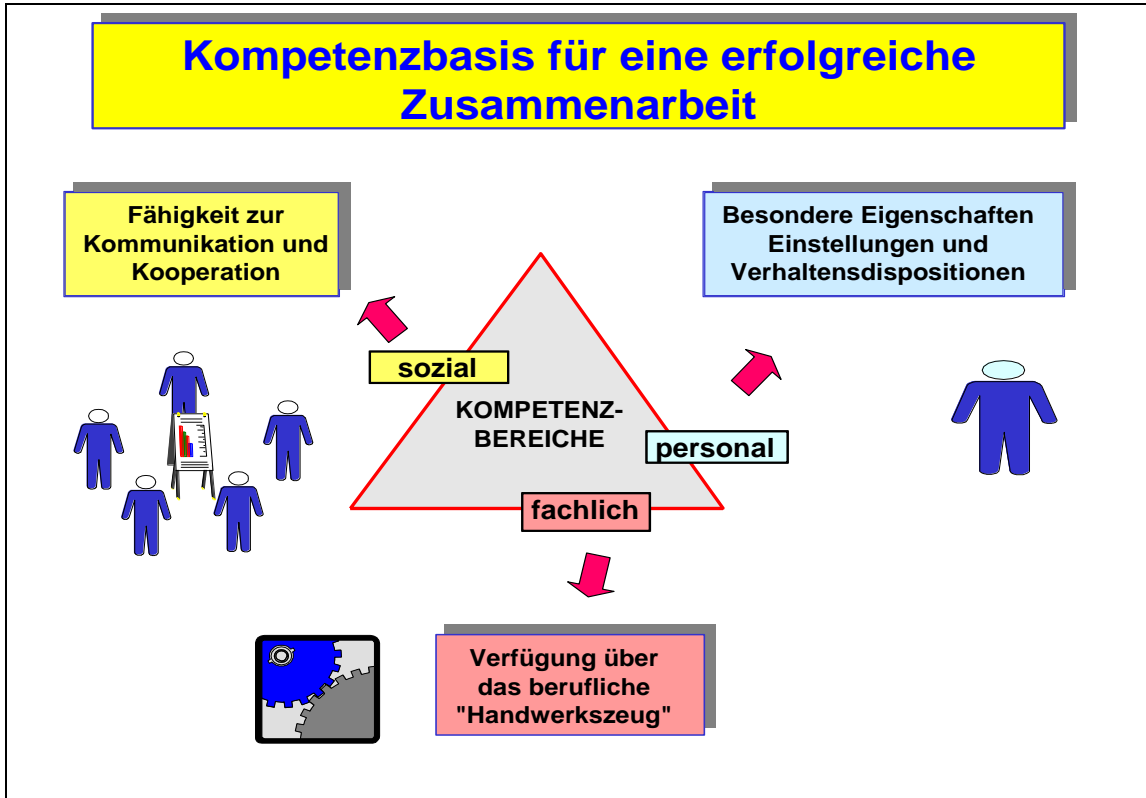 Kompetenzbasis für eine erfolgreiche
Zusammenarbeit
Fähigkeit zur
Kommunikation und
Kooperation
Besondere Eigenschaften
Einstellungen und
Verhaltensdispositionen
sozial
KOMPETENZ-
BEREICHE
personal
fachlich
Verfügung über
das berufliche
"Handwerkszeug"